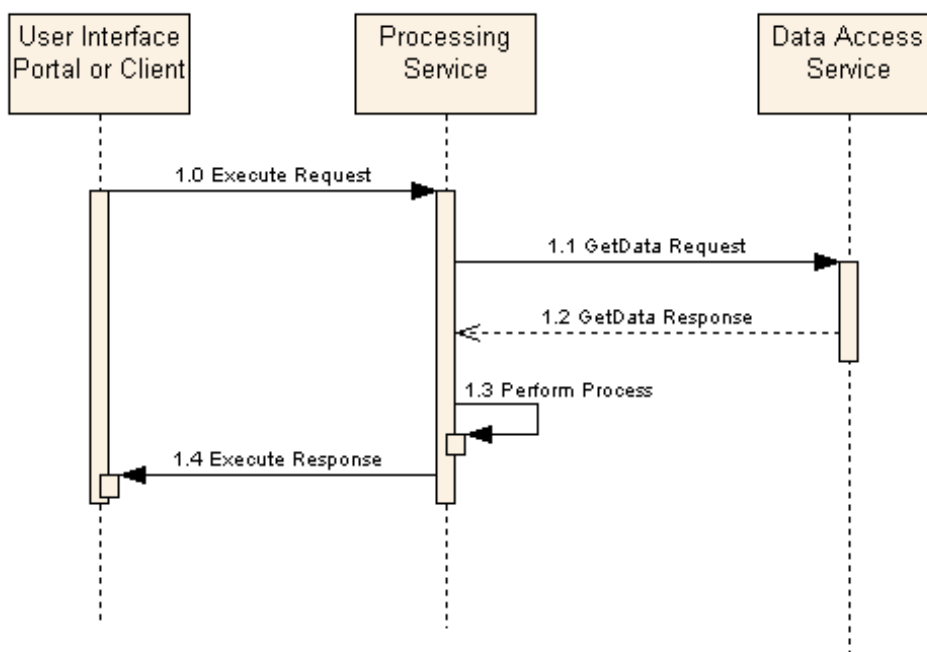 User Interface
Portal or Client
Processing
Service
Data Access
Service
1.0 Execute Request
1.1 GetData Request
1.2 GetData Response
1.3 Perform Process
1.4 Execute Response